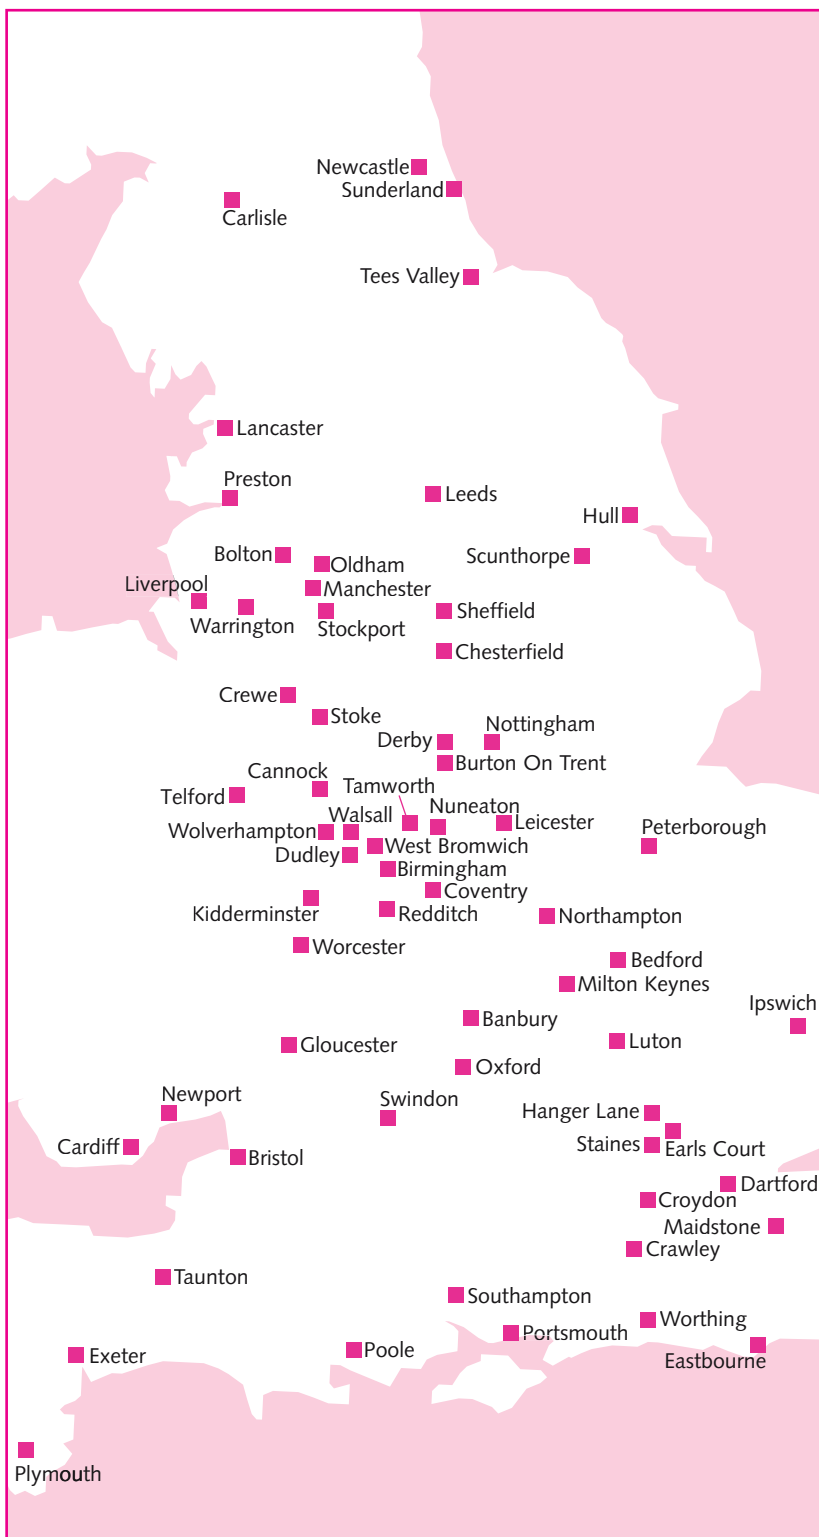 Newcastle
Sunderland
Carlisle
Tees Valley
Lancaster
Preston
Leeds
Hull
Bolton
Oldham
Scunthorpe
Liverpool
Manchester
Warrington
Stockport
Sheffield
Chesterfield
Crewe
Stoke
Nottingham
Derby
Burton On Trent
Cannock
Tamworth
Telford
Walsall
Nuneaton
Leicester
Peterborough
Wolverhampton
West Bromwich
Dudley
Birmingham
Coventry
Kidderminster
Redditch
Northampton
Worcester
Bedford
Milton Keynes
Ipswich
Banbury
Gloucester
Luton
Oxford
Newport
Swindon
Hanger Lane
Cardiff
Staines
Earls Court
Bristol
Dartford
Croydon
Maidstone
Crawley
Taunton
Southampton
Worthing
Portsmouth
Poole
Exeter
Eastbourne
Plymouth